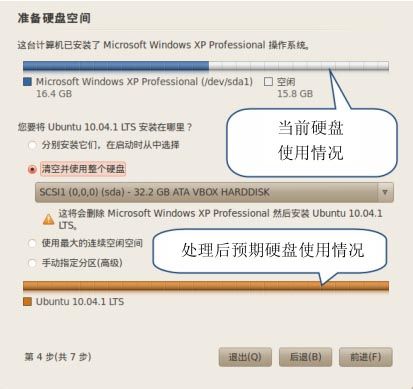 准备硬盘空间
这台计算机已安装了 Microsoft Windows XP Professional 操作系统。
Microsoft Windows XP Professional (/dev/sda1)
16.4 GB
空闲
15.8 GB
当前硬盘
使用情况
您要将 Ubuntu 10.04.1 LTS 安装在哪里？
分别安装它们，在启动时从中选择
清空并使用整个硬盘
SCSI1 (0,0,0) (sda) - 32.2 GB ATA VBOX HARDDISK
这将会删除 Microsoft Windows XP Professional 然后安装 Ubuntu 10.04.1
LTS。
使用最大的连续空闲空间
手动指定分区(高级)
处理后预期硬盘使用情况
Ubuntu 10.04.1 LTS
第 4 步(共 7 步)
退出(Q)
后退(B)
前进(F)